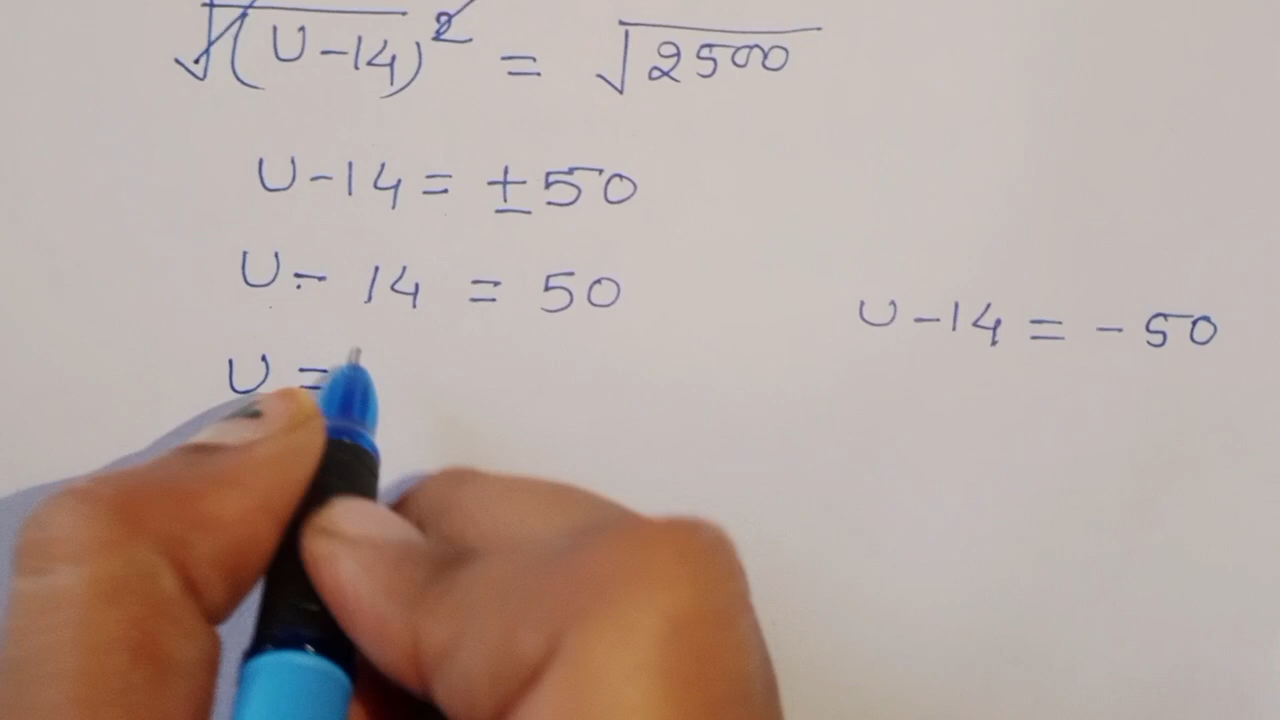 √(U-14)² = √2500
U-14 = ±50
U- 14 = 50
U-14 = -50
U =